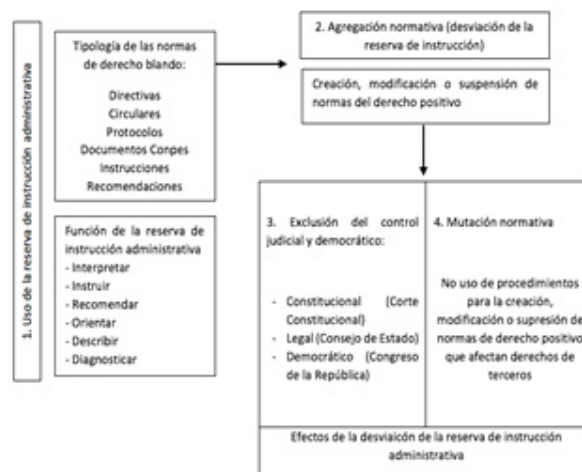 1. Uso de la reserva de instrucción administrativa
Tipología de las normas
de derecho blando:
Directivas
Circulares
Protocolos
Documentos Conpes
Instrucciones
Recomendaciones
Función de la reserva de
instrucción administrativa
- Interpretar
- Instruir
- Recomendar
- Orientar
- Describir
- Diagnosticar
2. Agregación normativa (desviación de la
reserva de instrucción)
Creación, modificación o suspensión de
normas del derecho positivo
3. Exclusión del control
judicial y democrático:
- Constitucional (Corte
Constitucional)
- Legal (Consejo de Estado)
- Democrático (Congreso
de la República)
4. Mutación normativa
No uso de procedimientos
para la creación,
modificación o supresión de
normas de derecho positivo
que afectan derechos de
terceros
Efectos de la desviaicón de la reserva de instrucción
administrativa